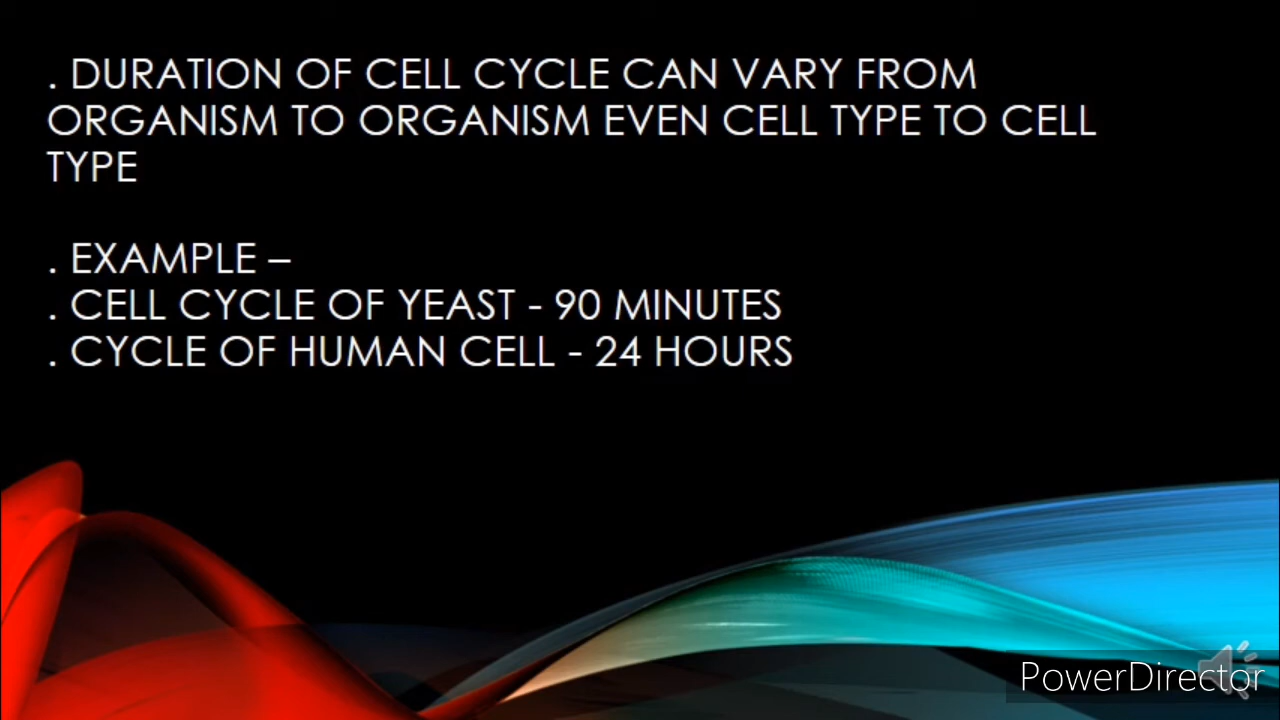 . DURATION OF CELL CYCLE CAN VARY FROM
ORGANISM TO ORGANISM EVEN CELL TYPE TO CELL
TYPE
. EXAMPLE –
. CELL CYCLE OF YEAST - 90 MINUTES
. CYCLE OF HUMAN CELL - 24 HOURS
PowerDirector